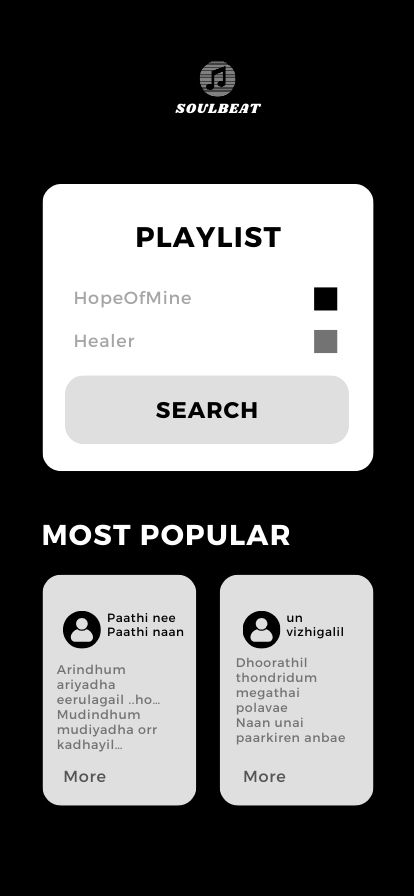 SOULBEAT
PLAYLIST
HopeOfMine
Healer
SEARCH
MOST POPULAR
Paathi nee
Paathi naan
Arindhum
ariyadha
eerulagail ..ho...
Mudindhum
mudiyadha orr
kadhayil...
More
un
vizhigalil
Dhoorathil
thondridum
megathai
polavae
Naan unai
paarkiren anbae
More